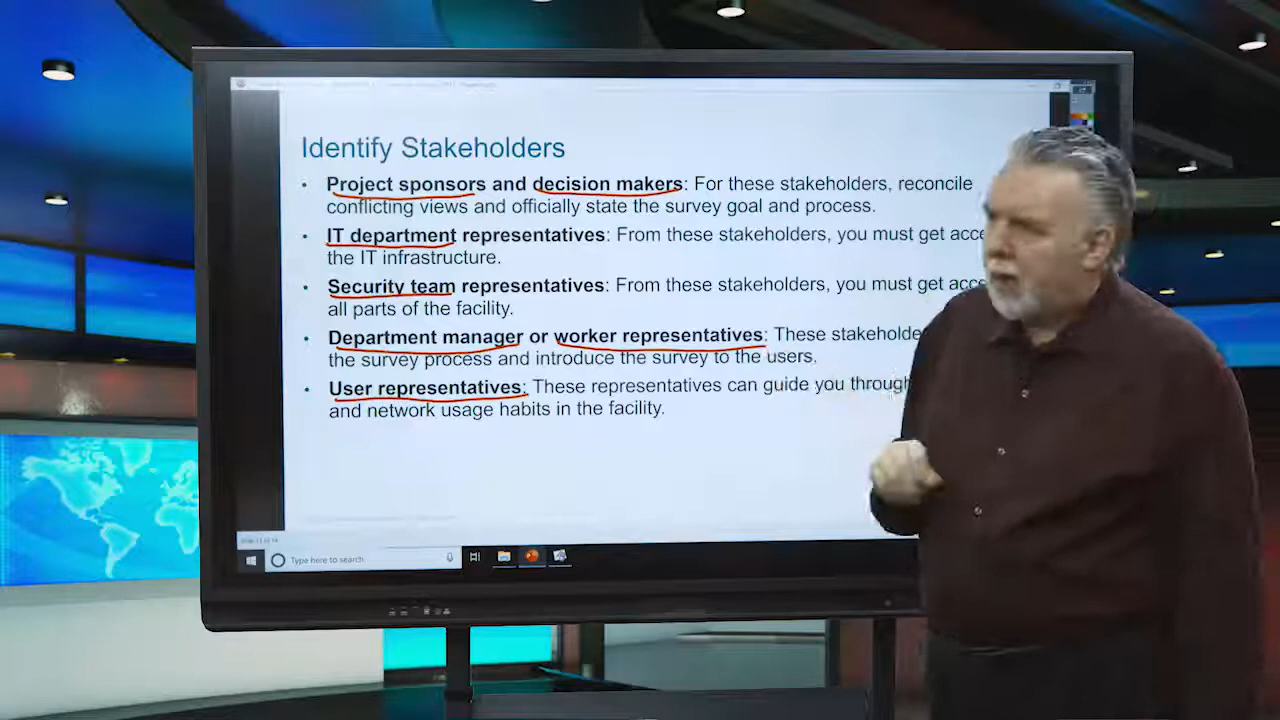 Identify Stakeholders
• Project sponsors and decision makers: For these stakeholders, reconcile
conflicting views and officially state the survey goal and process.
• IT department representatives: From these stakeholders, you must get
the IT infrastructure.
• Security team representatives: From these stakeholders, you must get
all parts of the facility.
• Department manager or worker representatives: These
the survey process and introduce the survey to the users.
• User representatives: These representatives can guide you through
and network usage habits in the facility.
Type here to search